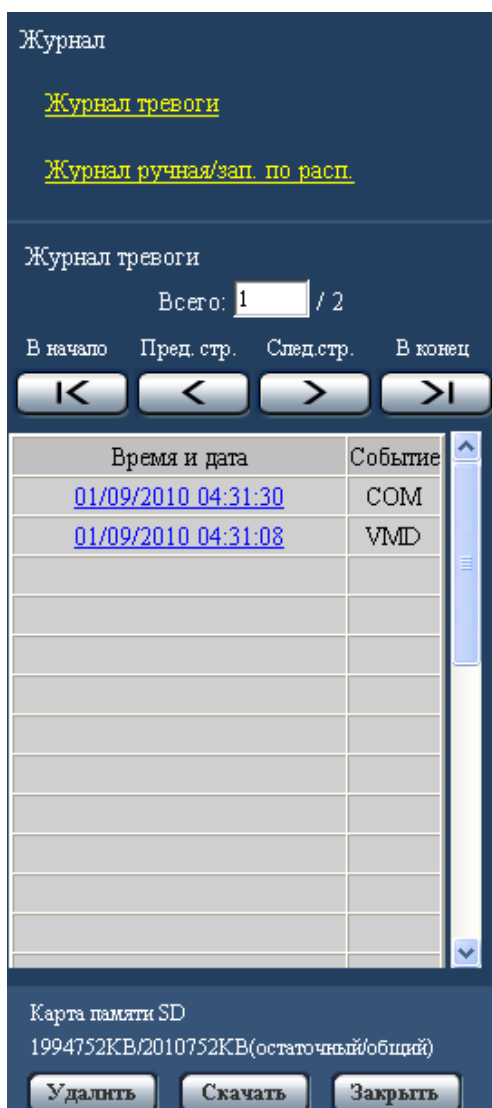 Журнал
Журнал тревоги
Журнал ручная/зап. по расп.
Журнал тревоги
Всего: 1 / 2
В начало Пред. стр. След.стр. В конец
Время и дата Событие
01/09/2010 04:31:30 COM
01/09/2010 04:31:08 VMD
Карта памяти SD
1994752KB/2010752KB(остаточный/общий)
Удалить Скачать Закрыть